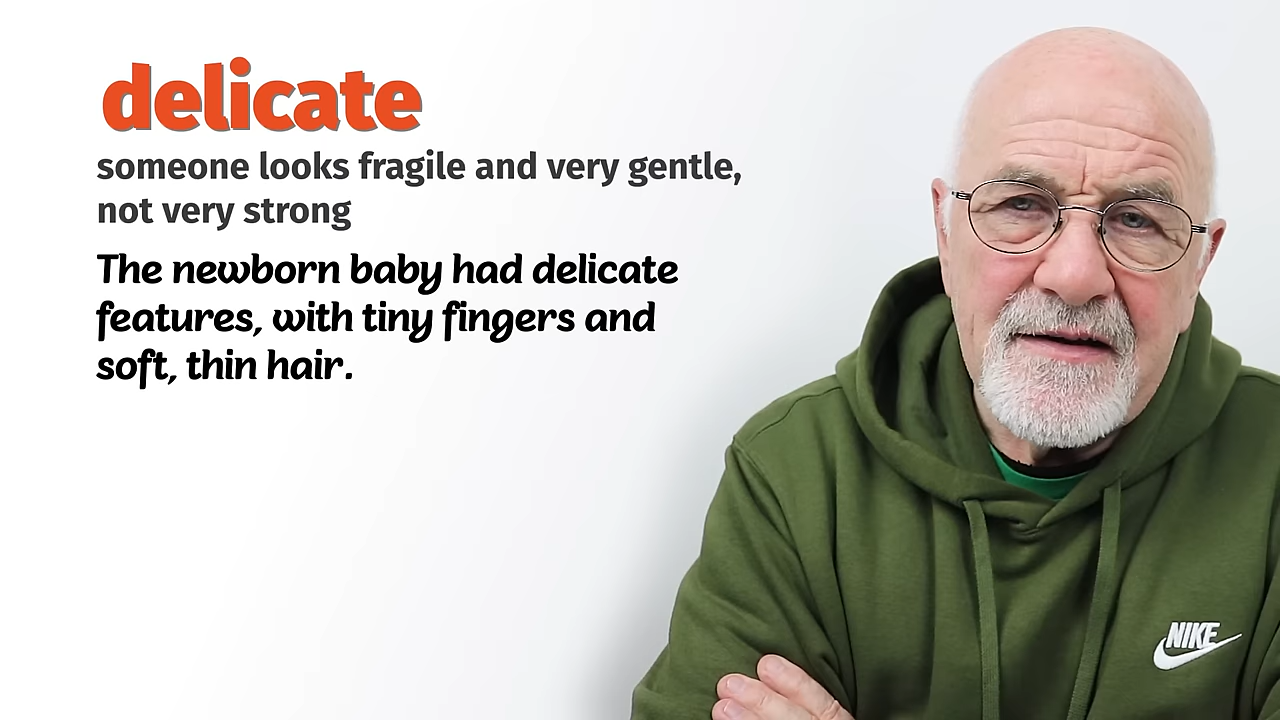 delicate
someone looks fragile and very gentle,
not very strong
The newborn baby had delicate
features, with tiny fingers and
soft, thin hair.
NIKE